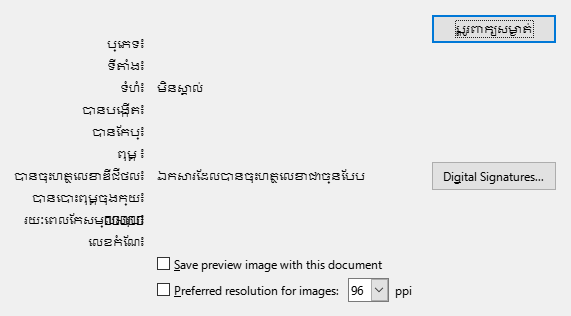 ប្ដូរពាក្យសម្ងាត់
ប្រភេទ៖
ទីតាំង៖
ទំហំ៖ មិនស្គាល់
បានបង្កើត៖
បានកែប្រែ៖
ពុម្ព ៖
បានចុះហត្ថលេខាឌីជីថល៖ ឯកសារដែលបានចុះហត្ថលេខាជាច្រើនបែប Digital Signatures...
បានបោះពុម្ពចុងក្រោយ៖
រយៈពេលកែសម្រួល
លេខកំណែ៖
Save preview image with this document
Preferred resolution for images: 96 ppi